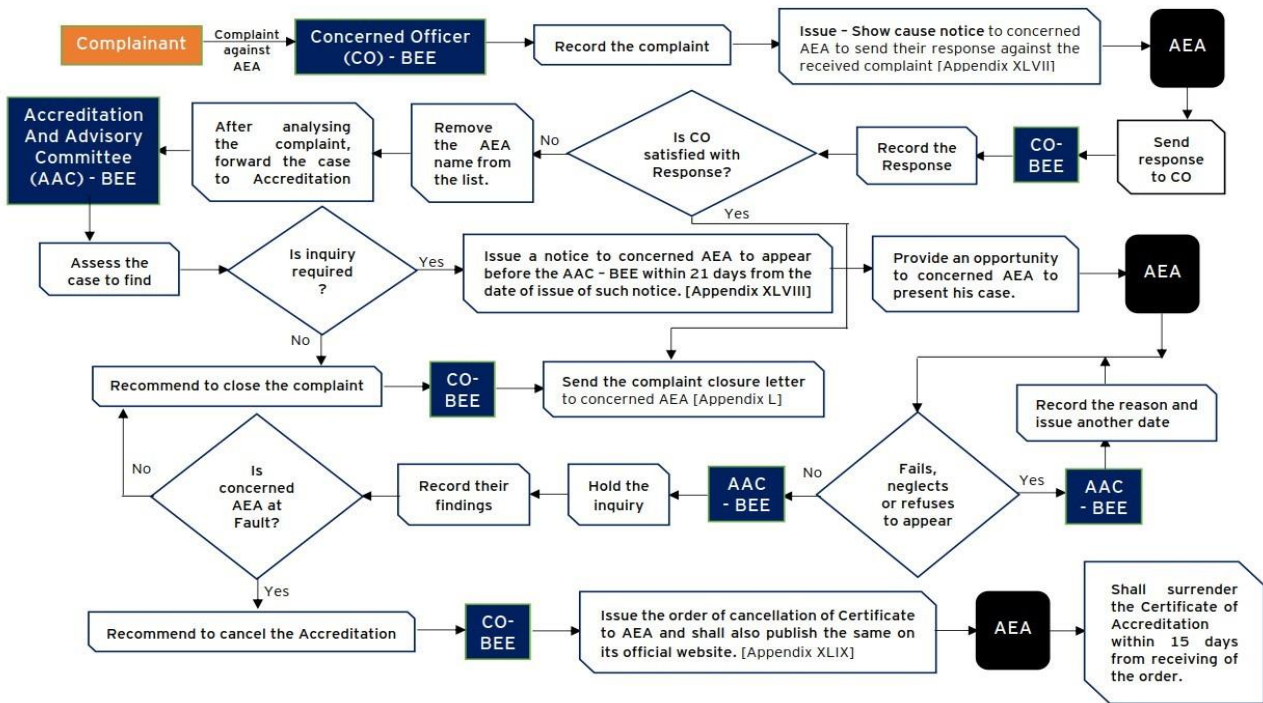 Complainant
Complaint
against
AEA
Concerned Officer
(CO) - BEE
Record the complaint
Issue – Show cause notice to concerned
AEA to send their response against the
received complaint [Appendix XLVII]
AEA
Accreditation
And Advisory
Committee
(AAC) - BEE
After analysing
the complaint,
forward the case
to Accreditation
Remove
the AEA
name from
the list.
No
Is CO
satisfied with
Response?
Yes
Record the
Response
CO-
BEE
Send
response
to CO
Assess the
case to find
Is inquiry
required
?
Yes
No
Issue a notice to concerned AEA to appear
before the AAC – BEE within 21 days from the
date of issue of such notice. [Appendix XLVIII]
Provide an opportunity
to concerned AEA to
present his case.
AEA
Recommend to close the complaint
CO-
BEE
Send the complaint closure letter
to concerned AEA [Appendix L]
Record the reason and
issue another date
No
Is
concerned
AEA at
Fault?
Yes
Record their
findings
Hold the
inquiry
AAC
- BEE
No
Fails,
neglects
or refuses
to appear
Yes
AAC
- BEE
Recommend to cancel the Accreditation
CO-
BEE
Issue the order of cancellation of Certificate
to AEA and shall also publish the same on
its official website. [Appendix XLIX]
AEA
Shall surrender
the Certificate of
Accreditation
within 15 days
from receiving of
the order.